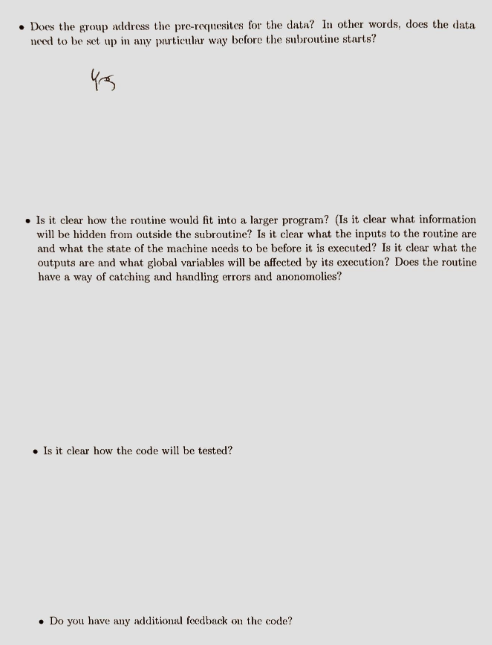 • Does the group address the pre-requesites for the data? In other words, does the data
need to be set up in any particular way before the subroutine starts?
Yes
• Is it clear how the routine would fit into a larger program? (Is it clear what information
will be hidden from outside the subroutine? Is it clear what the inputs to the routine are
and what the state of the machine needs to be before it is executed? Is it clear what the
outputs are and what global variables will be affected by its execution? Does the routine
have a way of catching and handling errors and anonomolies?
• Is it clear how the code will be tested?
• Do you have any additional feedback on the code?